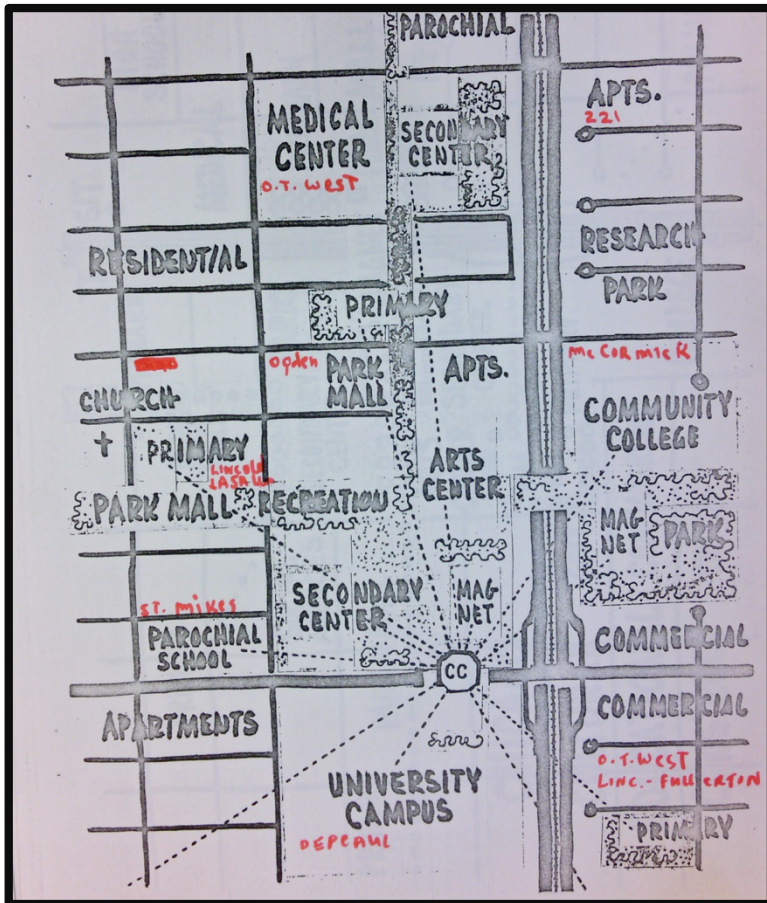 PAROCHIAL
MEDICAL
CENTER
O.T. WEST
SECONDARY
CENTER
APTS.
221
RESIDENTIAL
RESEARCH
PARK
PRIMARY
Ogden
PARK
MALL
APTS.
McCORMICK
CHURCH
COMMUNITY
COLLEGE
PRIMARY
LINCOLN
LASALLE
ARTS
CENTER
PARK MALL
RECREATION
MAG
NET
PARK
SECONDARY
CENTER
MAG
NET
ST. MIKES
PAROCHIAL
SCHOOL
CC
COMMERCIAL
COMMERCIAL
APARTMENTS
O.T. WEST
LINC.-FULLERTON
UNIVERSITY
CAMPUS
DEPEAUL
PRIMARY